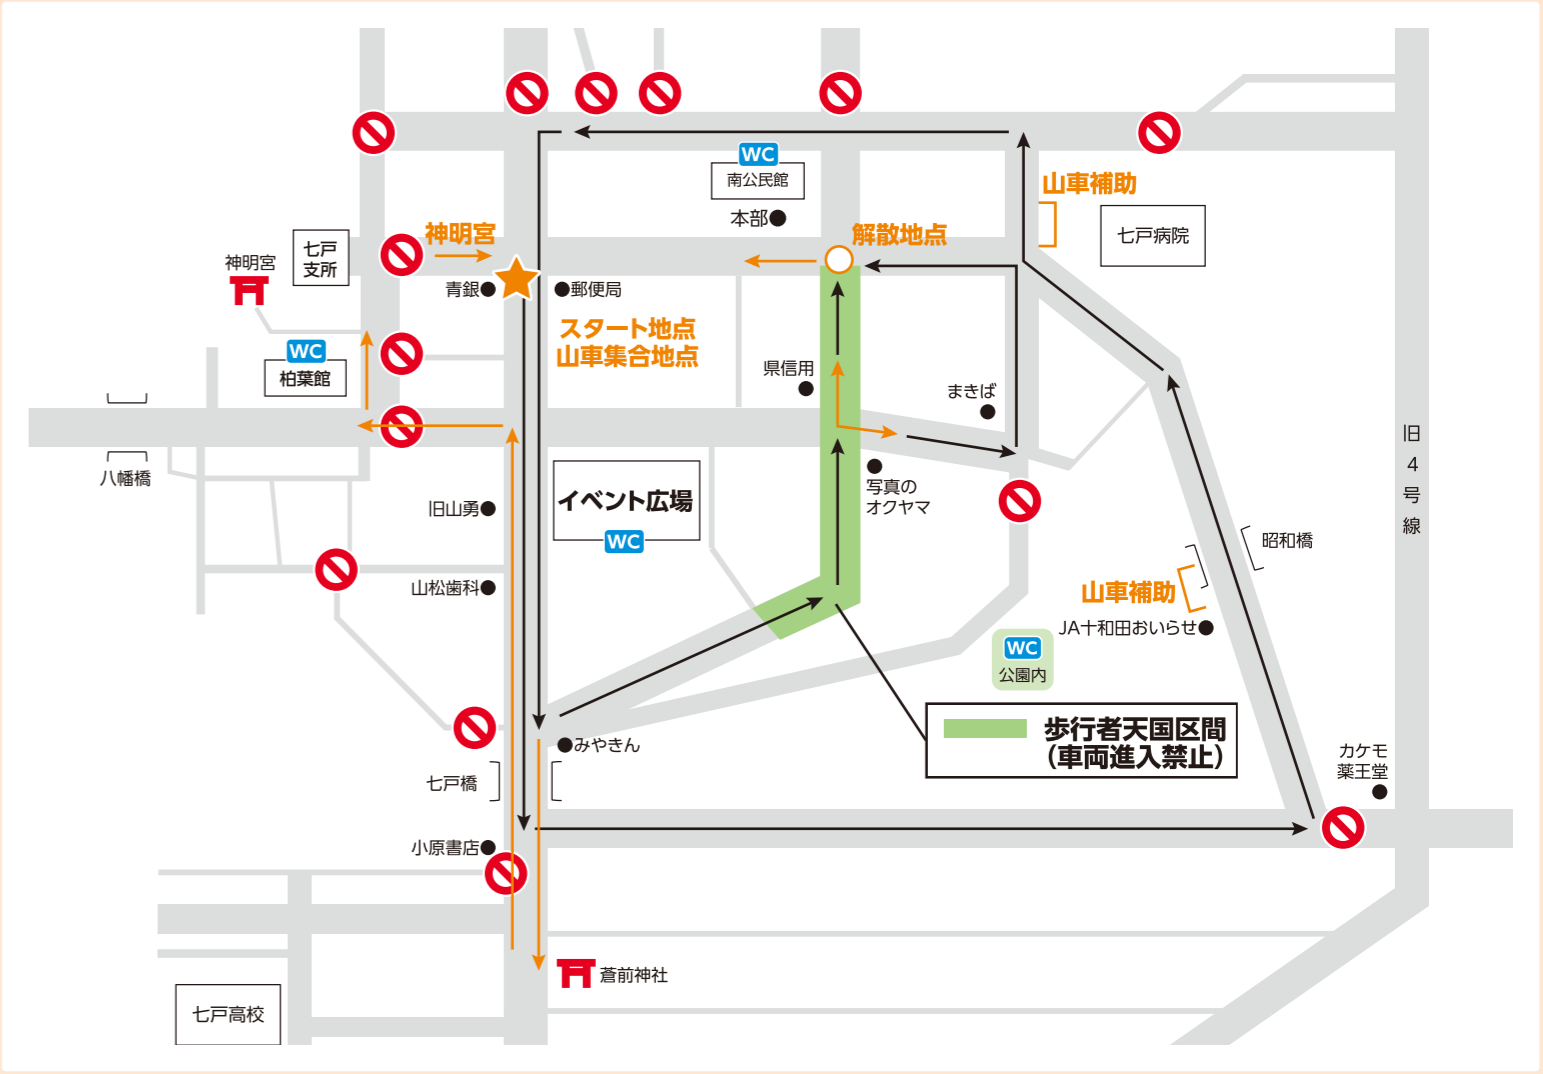 WC
南公民館
本部
山車補助
七戸病院
神明宮
解散地点
七戸
支所
神明宮
青銀
郵便局
スタート地点
山車集合地点
WC
柏葉館
県信用
まきば
八幡橋
旧山勇
イベント広場
WC
写真の
オクヤマ
旧4号線
昭和橋
山松歯科
山車補助
JA十和田おいらせ
WC
公園内
歩行者天国区間
(車両進入禁止)
みやきん
七戸橋
カケモ
薬王堂
小原書店
蒼前神社
七戸高校